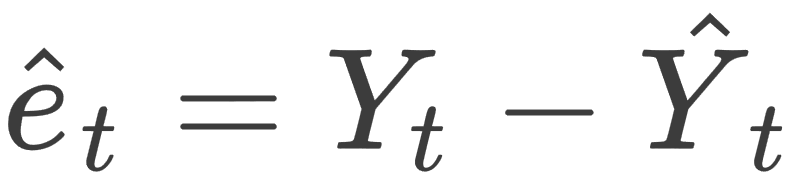 ê_t = Y_t − Ŷ_t